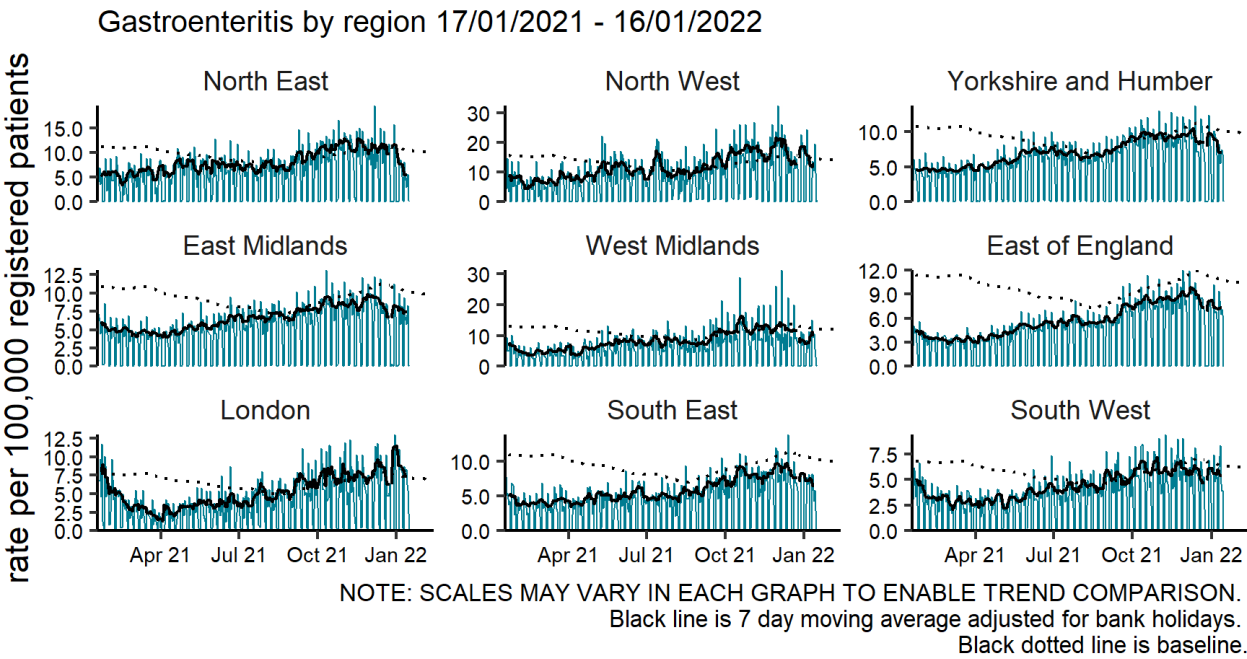 Gastroenteritis by region 17/01/2021 - 16/01/2022
rate per 100,000 registered patients
North East
15.0
10.0
5.0
0.0
North West
30
20
10
0
Yorkshire and Humber
10.0
5.0
0.0
East Midlands
12.5
10.0
7.5
5.0
2.5
0.0
West Midlands
30
20
10
0
East of England
12.0
9.0
6.0
3.0
0.0
London
12.5
10.0
7.5
5.0
2.5
0.0
Apr 21 Jul 21 Oct 21 Jan 22
South East
10.0
5.0
0.0
Apr 21 Jul 21 Oct 21 Jan 22
South West
7.5
5.0
2.5
0.0
Apr 21 Jul 21 Oct 21 Jan 22
NOTE: SCALES MAY VARY IN EACH GRAPH TO ENABLE TREND COMPARISON.
Black line is 7 day moving average adjusted for bank holidays.
Black dotted line is baseline.